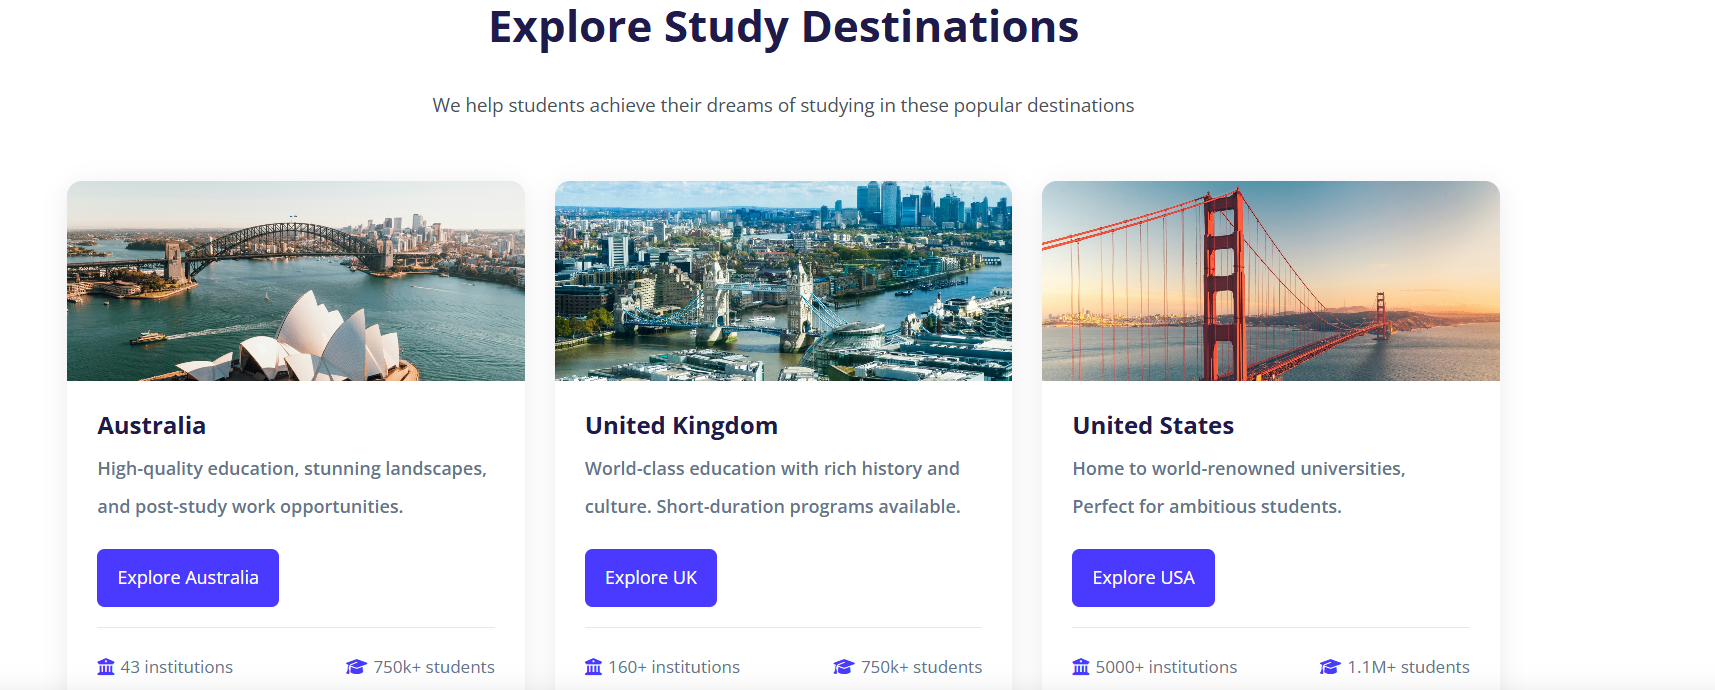 Explore Study Destinations
We help students achieve their dreams of studying in these popular destinations
Australia
High-quality education, stunning landscapes,
and post-study work opportunities.
Explore Australia
43 institutions
750k+ students
United Kingdom
World-class education with rich history and
culture. Short-duration programs available.
Explore UK
160+ institutions
750k+ students
United States
Home to world-renowned universities,
Perfect for ambitious students.
Explore USA
5000+ institutions
1.1M+ students